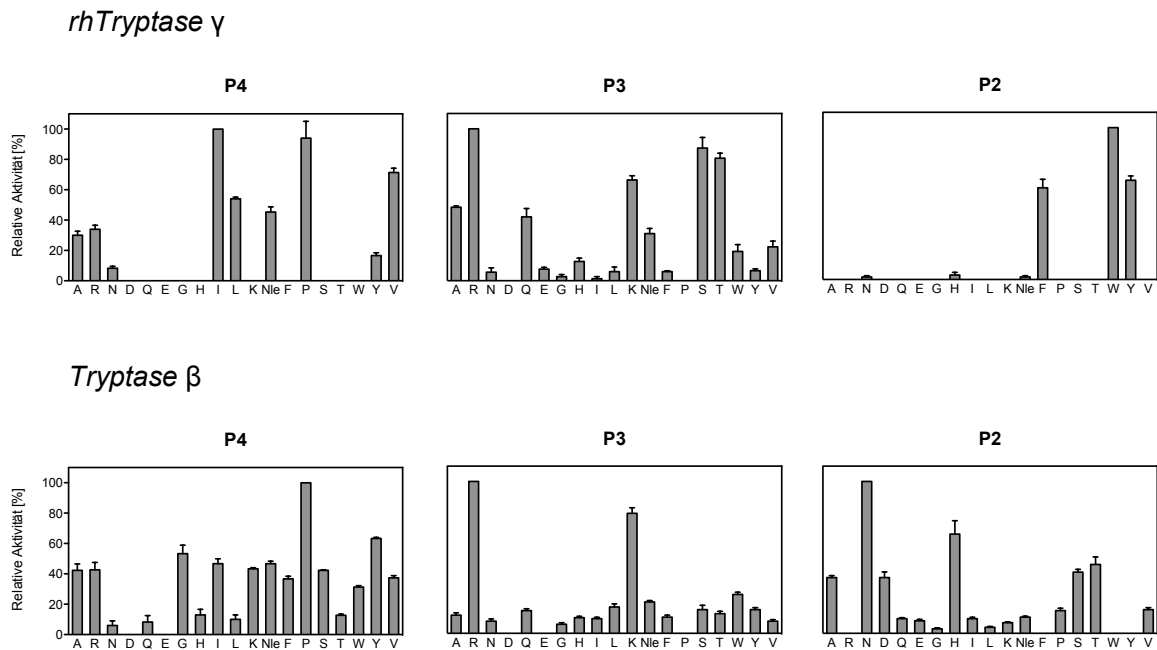 rhTryptase γ
P4 P3 P2
Relative Aktivität [%]
100
80
60
40
20
0
A R N D Q E G H I L K Nle F P S T W Y V
A R N D Q E G H I L K Nle F P S T W Y V
A R N D Q E G H I L K Nle F P S T W Y V
Tryptase β
P4 P3 P2
Relative Aktivität [%]
100
80
60
40
20
0
A R N D Q E G H I L K Nle F P S T W Y V
A R N D Q E G H I L K Nle F P S T W Y V
A R N D Q E G H I L K Nle F P S T W Y V